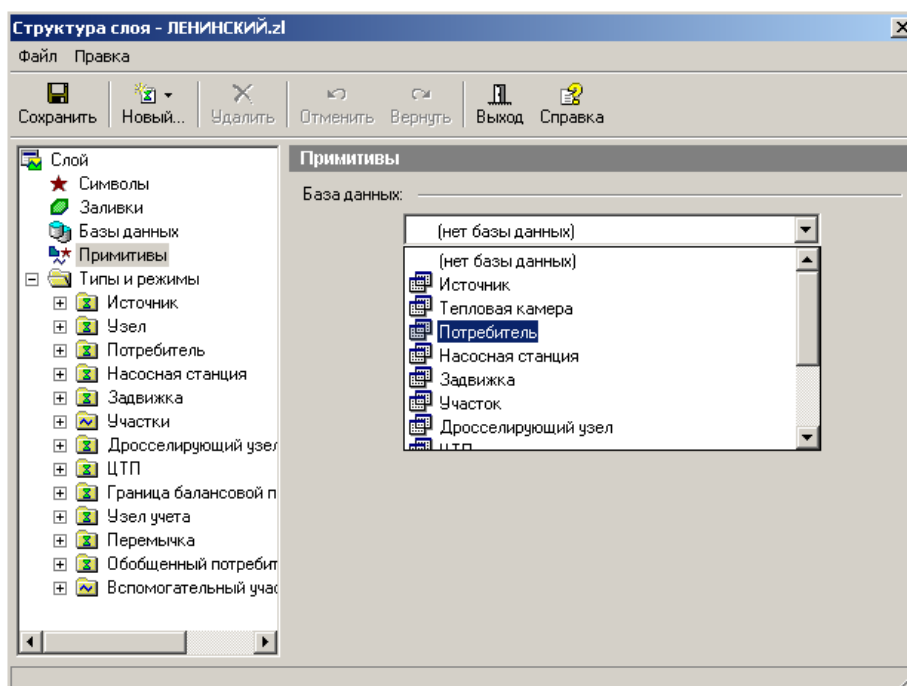 Структура слоя - ЛЕНИНСКИЙ.zl
Файл Правка
Сохранить Новый... Удалить Отменить Вернуть Выход Справка
Слой
Символы
Заливки
Базы данных
Примитивы
Типы и режимы
Источник
Узел
Потребитель
Насосная станция
Задвижка
Участки
Дросселирующий узел
ЦТП
Граница балансовой п
Узел учета
Перемычка
Обобщенный потребит
Вспомогательный учас
Примитивы
База данных:
(нет базы данных)
(нет базы данных)
Источник
Тепловая камера
Потребитель
Насосная станция
Задвижка
Участок
Дросселирующий узел
ЦТП